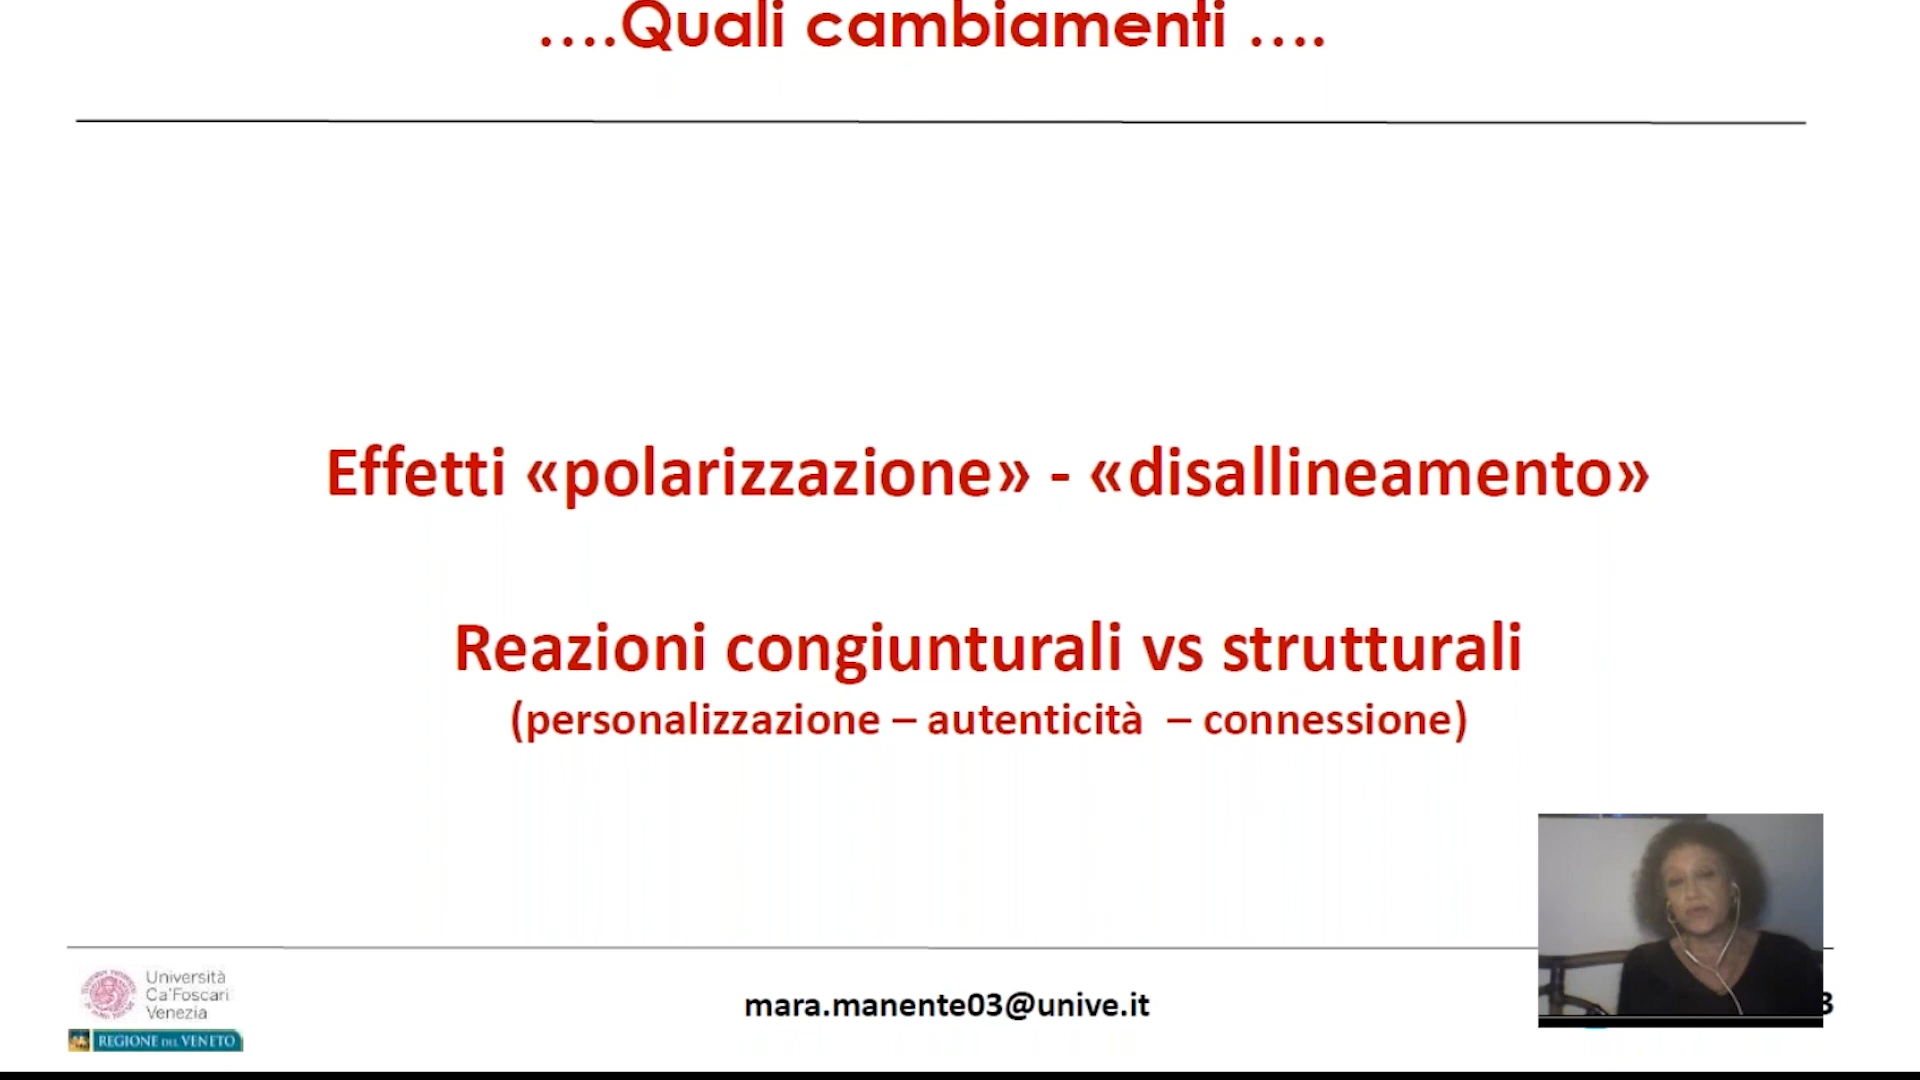 ....Quali cambiamenti ....
Effetti «polarizzazione» - «disallineamento»
Reazioni congiunturali vs strutturali
(personalizzazione – autenticità – connessione)
Università
Ca'Foscari
Venezia
REGIONE DEL VENETO
mara.manente03@unive.it
3